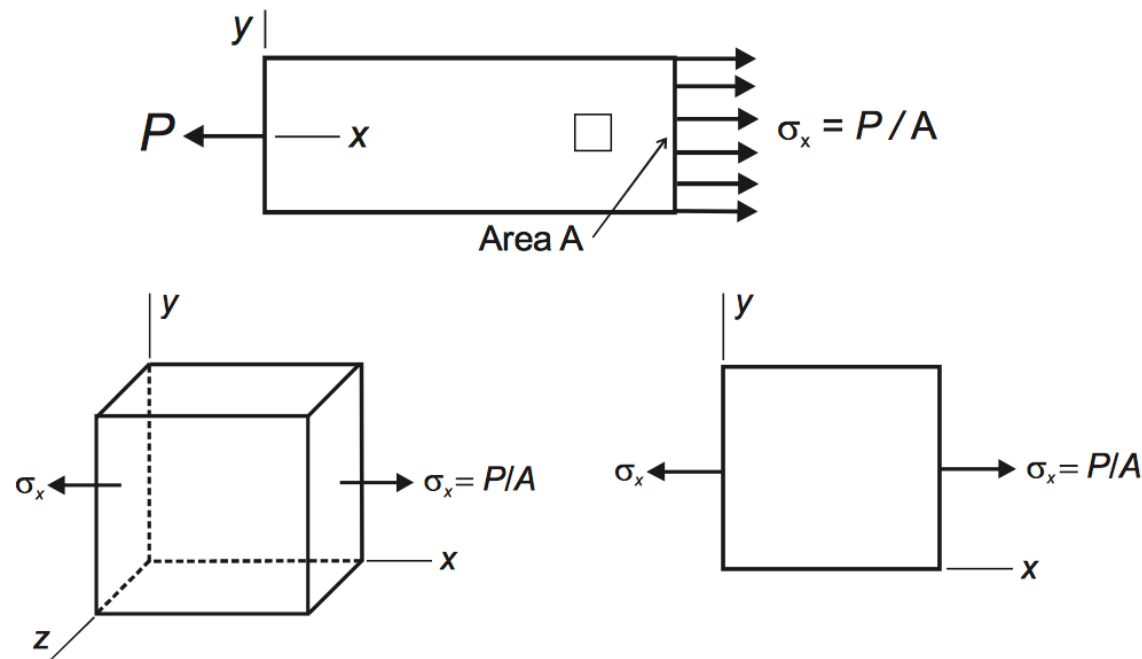 y
P
x
σx = P / A
Area A
y
σx
σx = P/A
x
z
y
σx
σx = P/A
x